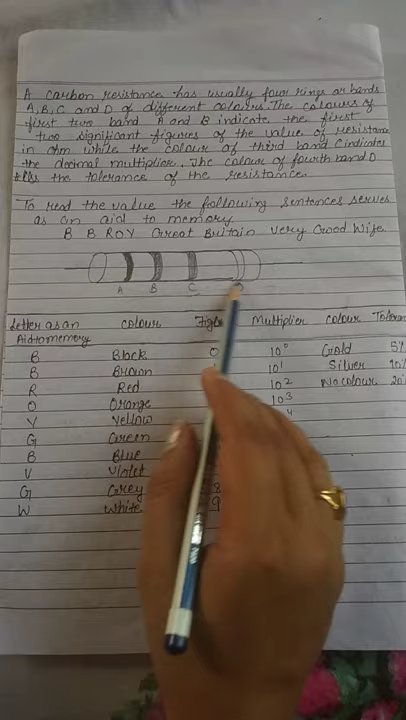 A carbon resistance has usually four rings or bands
A, B, C and D of different colours. The colours of
first two band A and B indicate the first
two significant figures of the value of resistance
in ohm while the colour of third band C indicates
the decimal multiplier. The colour of fourth band D
tells the tolerance of the resistance.
To read the value the following sentences serves
as an aid to memory.
B B ROY Great Britain Very Good Wife
A B C
Letter as an Aid to memory colour Multiplier colour
B Black 0 10⁰ Gold 5%
B Brown 10¹ Silver 10%
R Red 10² No colour 20%
O Orange 10³
Y Yellow 4
G Green
B Blue
V Violet
G Grey 8
W White 9